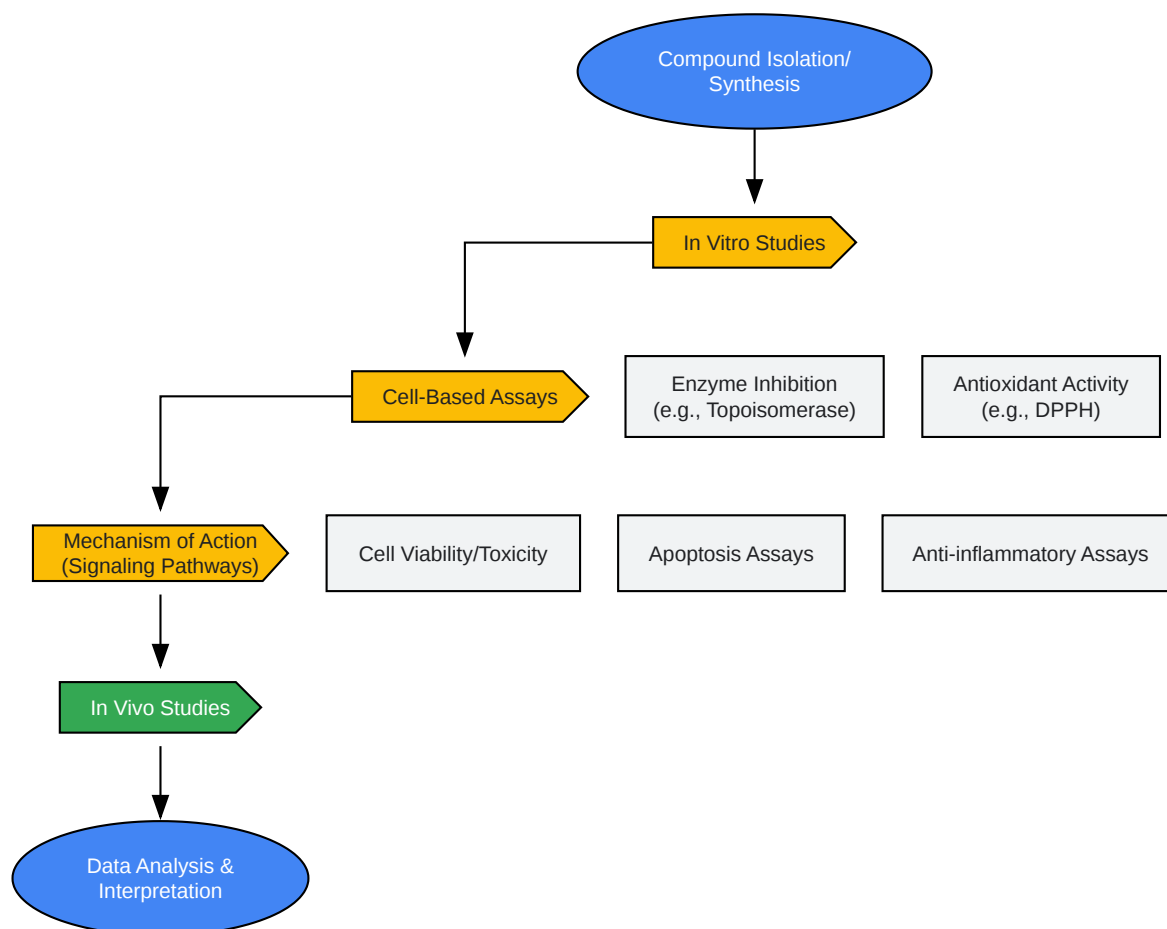 Compound Isolation/
Synthesis
In Vitro Studies
Cell-Based Assays
Enzyme Inhibition
(e.g., Topoisomerase)
Antioxidant Activity
(e.g., DPPH)
Mechanism of Action
(Signaling Pathways)
Cell Viability/Toxicity
Apoptosis Assays
Anti-inflammatory Assays
In Vivo Studies
Data Analysis &
Interpretation